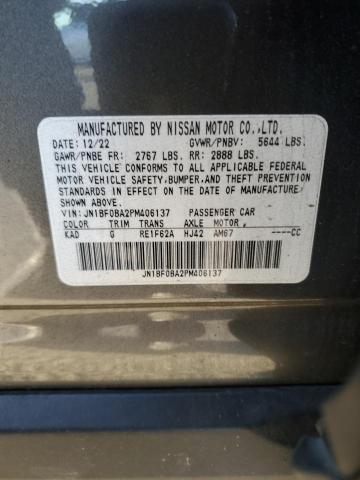 MANUFACTURED BY NISSAN MOTOR CO.,LTD.
DATE: 12/22 GVWR/PNBV: 5644 LBS.
GAWR/PNBE FR: 2767 LBS. RR: 2888 LBS.
THIS VEHICLE CONFORMS TO ALL APPLICABLE FEDERAL
MOTOR VEHICLE SAFETY,BUMPER,AND THEFT PREVENTION
STANDARDS IN EFFECT ON THE DATE OF MANUFACTURE
SHOWN ABOVE.
VIN: JN1BF0BA2PM406137 PASSENGER CAR
COLOR TRIM TRANS AXLE MOTOR,
KAD G RE1F62A HJ42 AM67 ----CC
JN1BF0BA2PM406137